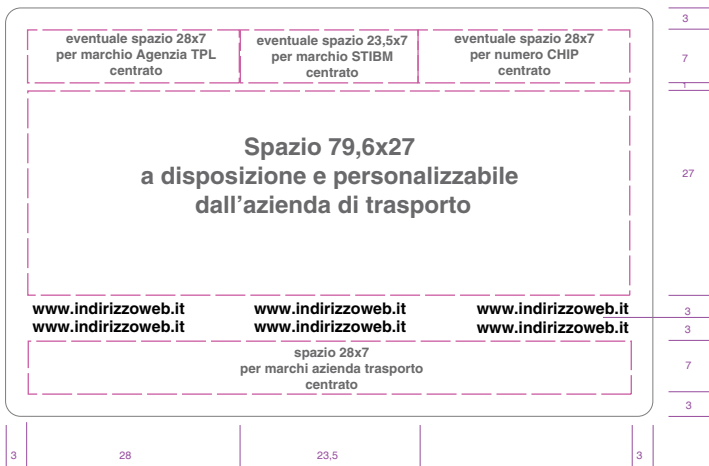 eventuale spazio 28x7
per marchio Agenzia TPL
centrato
eventuale spazio 23,5x7
per marchio STIBM
centrato
eventuale spazio 28x7
per numero CHIP
centrato
3
7
1
Spazio 79,6x27
a disposizione e personalizzabile
dall'azienda di trasporto
27
www.indirizzoweb.it www.indirizzoweb.it www.indirizzoweb.it
www.indirizzoweb.it www.indirizzoweb.it www.indirizzoweb.it
3
3
spazio 28x7
per marchi azienda trasporto
centrato
7
3
3 28 23,5 3